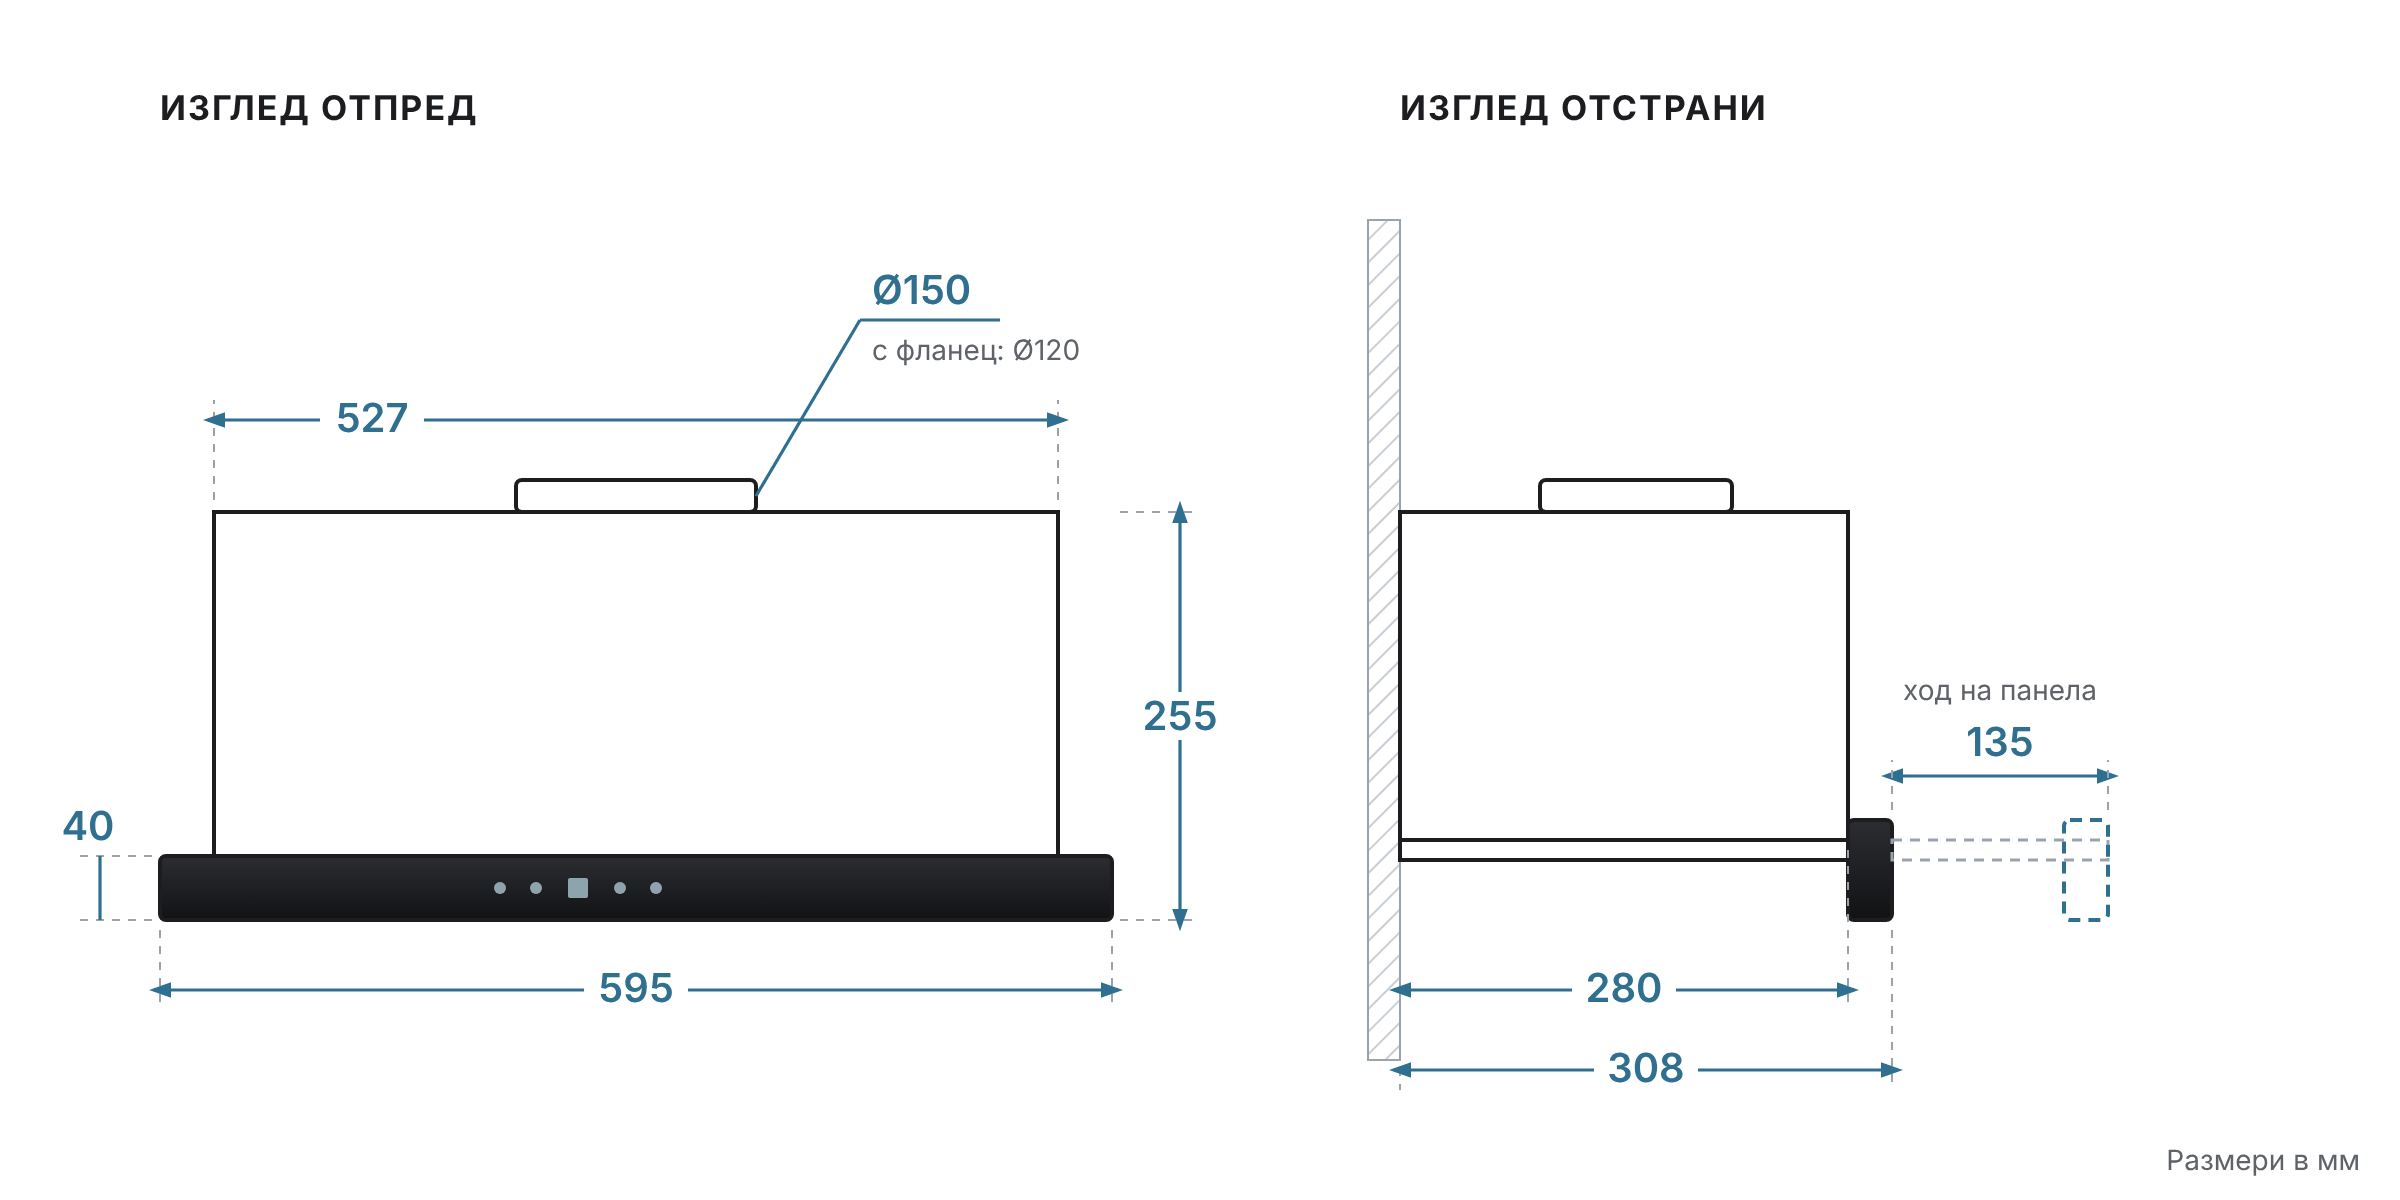 ИЗГЛЕД ОТПРЕД
Ø150
с фланец: Ø120
527
255
40
595
ИЗГЛЕД ОТСТРАНИ
ход на панела
135
280
308
Размери в мм